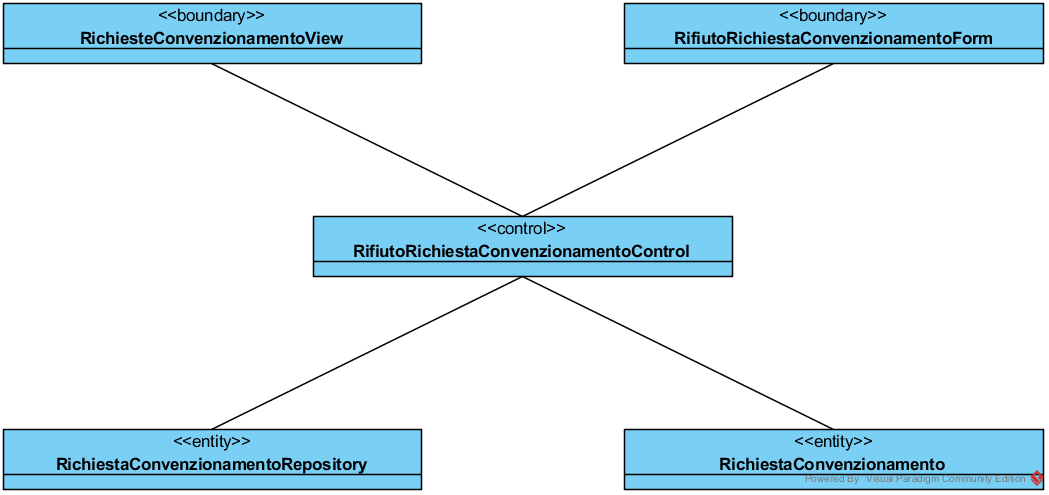 <<boundary>>
RichiesteConvenzionamentoView
<<boundary>>
RifiutoRichiestaConvenzionamentoForm
<<control>>
RifiutoRichiestaConvenzionamentoControl
<<entity>>
RichiestaConvenzionamentoRepository
<<entity>>
RichiestaConvenzionamento
Powered By Visual Paradigm Community Edition